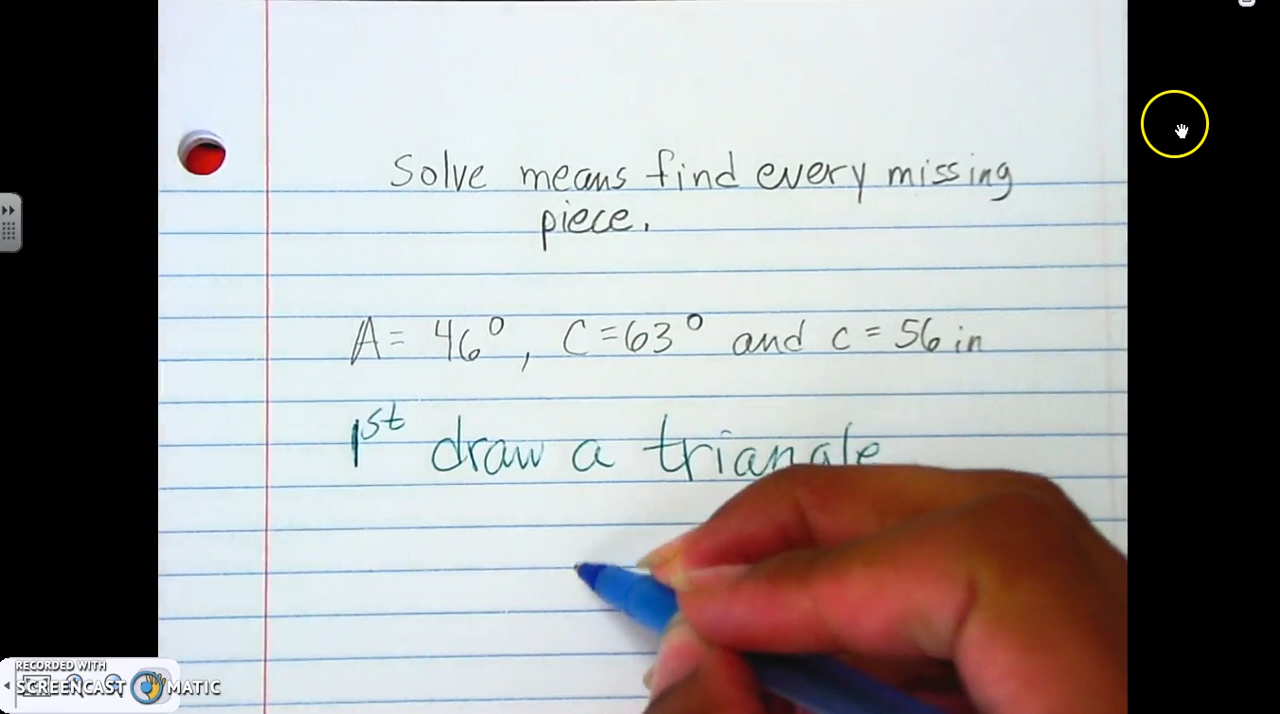 Solve means find every missing
piece.
A = 46°, C = 63° and c = 56 in
1st draw a triangle
RECORDED WITH
SCREENCAST MATIC